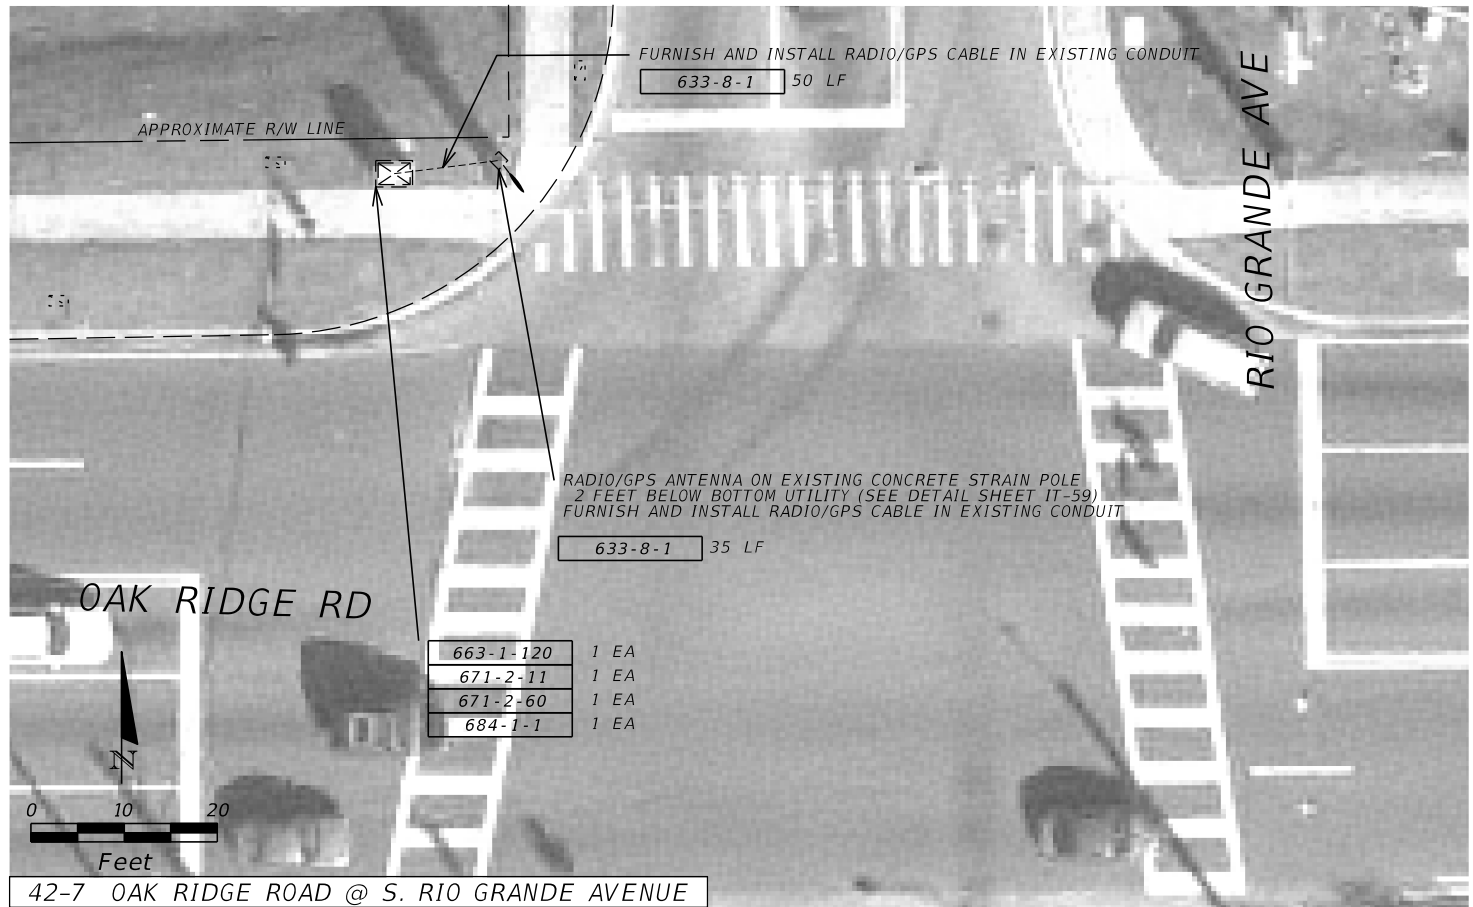 FURNISH AND INSTALL RADIO/GPS CABLE IN EXISTING CONDUIT
633-8-1 50 LF
APPROXIMATE R/W LINE
RIO GRANDE AVE
RADIO/GPS ANTENNA ON EXISTING CONCRETE STRAIN POLE
2 FEET BELOW BOTTOM UTILITY (SEE DETAIL SHEET IT-59)
FURNISH AND INSTALL RADIO/GPS CABLE IN EXISTING CONDUIT
633-8-1 35 LF
OAK RIDGE RD
663-1-120 1 EA
671-2-11 1 EA
671-2-60 1 EA
684-1-1 1 EA
N
0 10 20
Feet
42-7 OAK RIDGE ROAD @ S. RIO GRANDE AVENUE